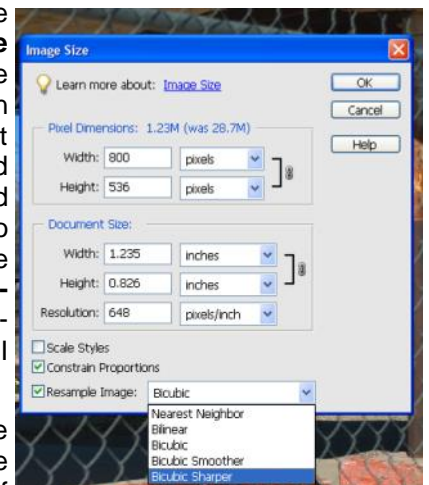 Image Size
Learn more about: Image Size
OK
Cancel
Help
Pixel Dimensions: 1.23M (was 28.7M)
Width: 800 pixels
Height: 536 pixels
Document Size:
Width: 1.235 inches
Height: 0.826 inches
Resolution: 648 pixels/inch
Scale Styles
Constrain Proportions
Resample Image: Bicubic
Nearest Neighbor
Bilinear
Bicubic
Bicubic Smoother
Bicubic Sharper